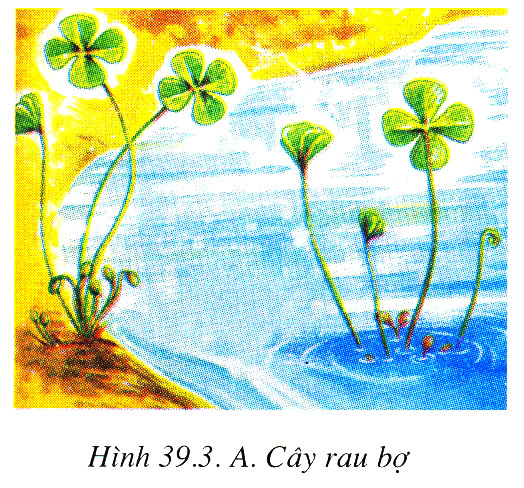 Hình 39.3. A. Cây rau bợ